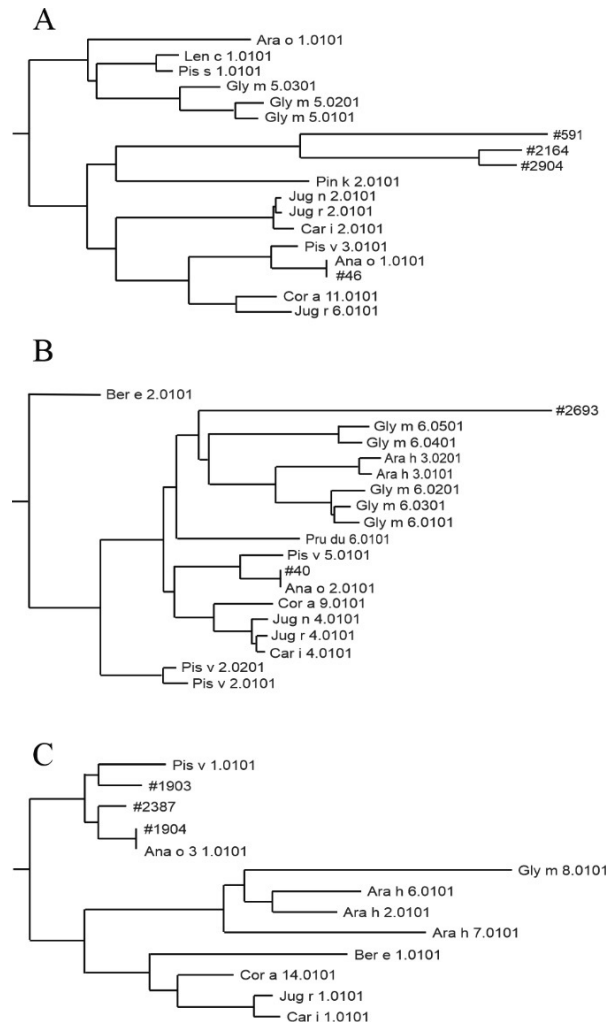 A
Ara o 1.0101
Len c 1.0101
Pis s 1.0101
Gly m 5.0301
Gly m 5.0201
Gly m 5.0101
#591
#2164
#2904
Pin k 2.0101
Jug n 2.0101
Jug r 2.0101
Car i 2.0101
Pis v 3.0101
Ana o 1.0101
#46
Cor a 11.0101
Jug r 6.0101
B
Ber e 2.0101
#2693
Gly m 6.0501
Gly m 6.0401
Ara h 3.0201
Ara h 3.0101
Gly m 6.0201
Gly m 6.0301
Gly m 6.0101
Pru du 6.0101
Pis v 5.0101
#40
Ana o 2.0101
Cor a 9.0101
Jug n 4.0101
Jug r 4.0101
Car i 4.0101
Pis v 2.0201
Pis v 2.0101
C
Pis v 1.0101
#1903
#2387
#1904
Ana o 3 1.0101
Gly m 8.0101
Ara h 6.0101
Ara h 2.0101
Ara h 7.0101
Ber e 1.0101
Cor a 14.0101
Jug r 1.0101
Car i 1.0101